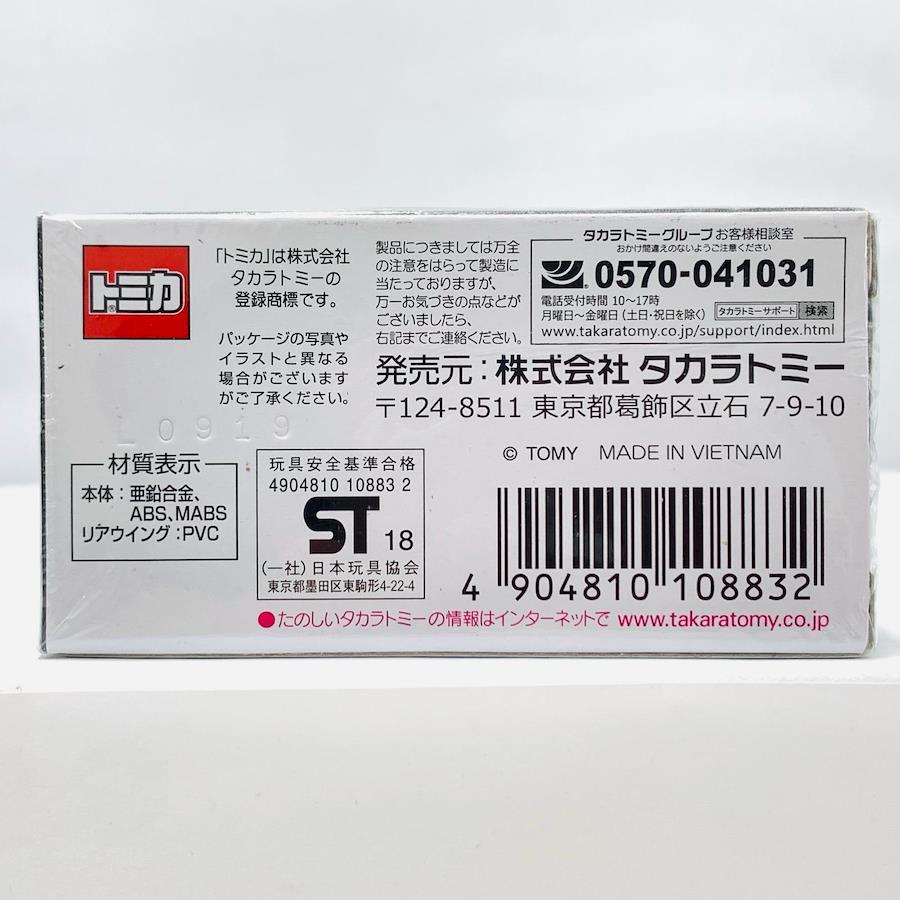 トミカ®
「トミカ」は株式会社
タカラトミーの
登録商標です。
パッケージの写真や
イラストと異なる
場合がございます
がご了承ください。
製品につきましては万全
の注意をはらって製造に
当たっておりますが、
万一お気づきの点などが
ございましたら、
右記までご連絡ください。
タカラトミーグループ お客様相談室
おかけ間違えのないようご注意ください
0570-041031
電話受付時間 10〜17時
月曜日〜金曜日 (土日・祝日を除く)
タカラトミーサポート 検索
www.takaratomy.co.jp/support/index.html
発売元:株式会社 タカラトミー
〒124-8511 東京都葛飾区立石 7-9-10
L0919
© TOMY MADE IN VIETNAM
材質表示
本体:亜鉛合金、
ABS、MABS
リアウイング:PVC
玩具安全基準合格
4904810 10883 2
ST 18
(一社)日本玩具協会
東京都墨田区東駒形4-22-4
4 904810 108832
●たのしいタカラトミーの情報はインターネットで www.takaratomy.co.jp